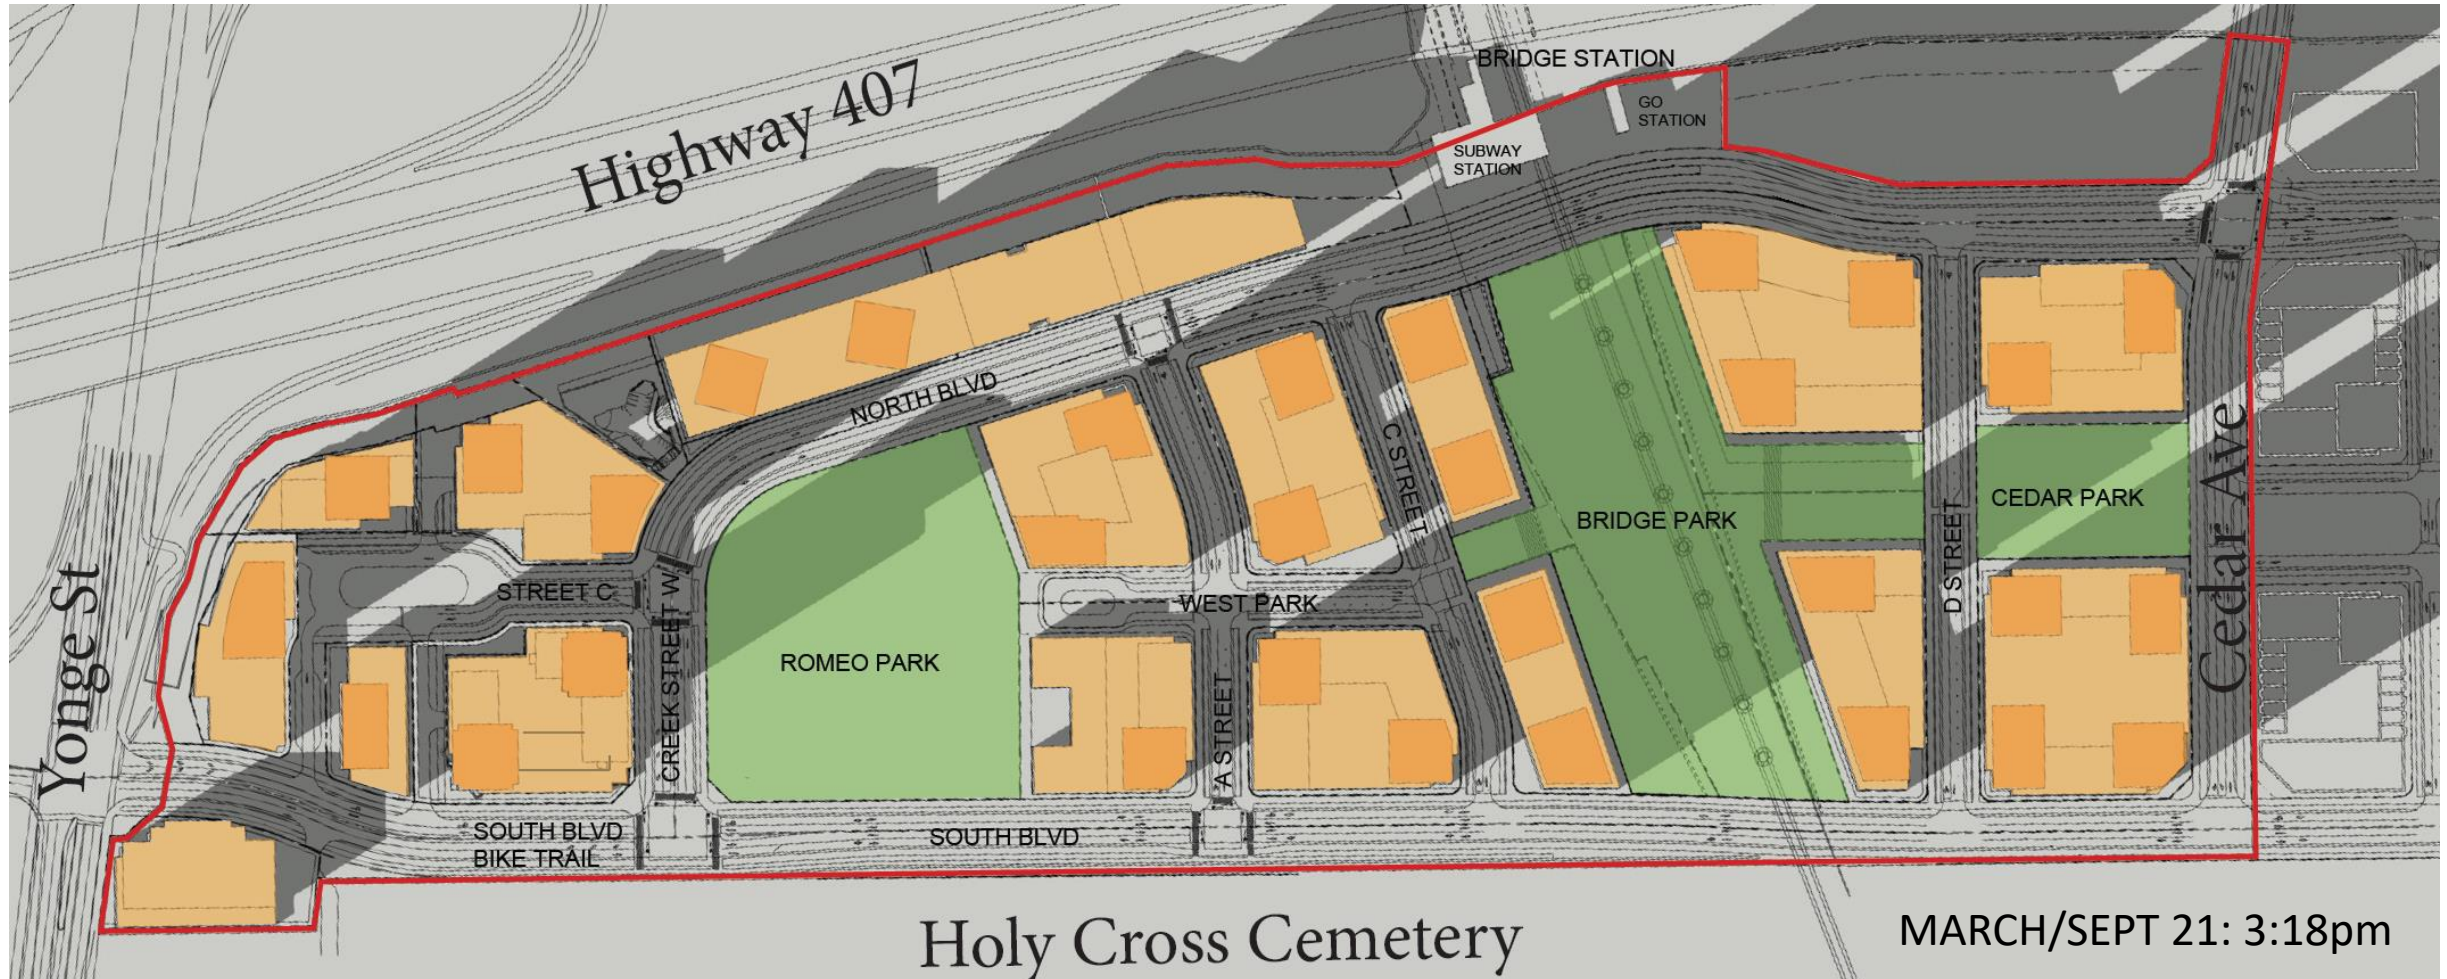 BRIDGE STATION
Highway 407
GO
STATION
SUBWAY
STATION
NORTH BLVD
C STREET
CEDAR PARK
BRIDGE PARK
Cedar Ave
D STREET
Yonge St
STREET C
CREEK STREET W
WEST PARK
ROMEO PARK
A STREET
SOUTH BLVD
BIKE TRAIL
SOUTH BLVD
Holy Cross Cemetery
MARCH/SEPT 21: 3:18pm